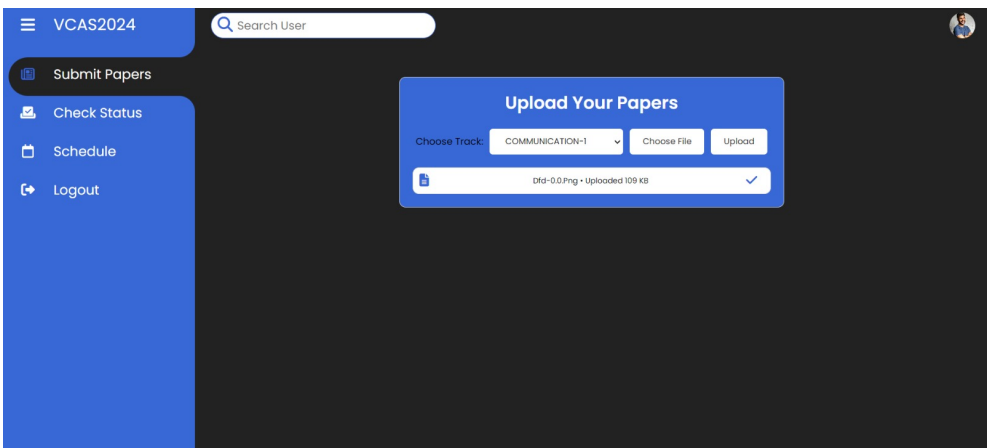 VCAS2024
Search User
Submit Papers
Check Status
Schedule
Logout
Upload Your Papers
Choose Track: COMMUNICATION-1 Choose File Upload
Dfd-0.0.Png • Uploaded 109 KB